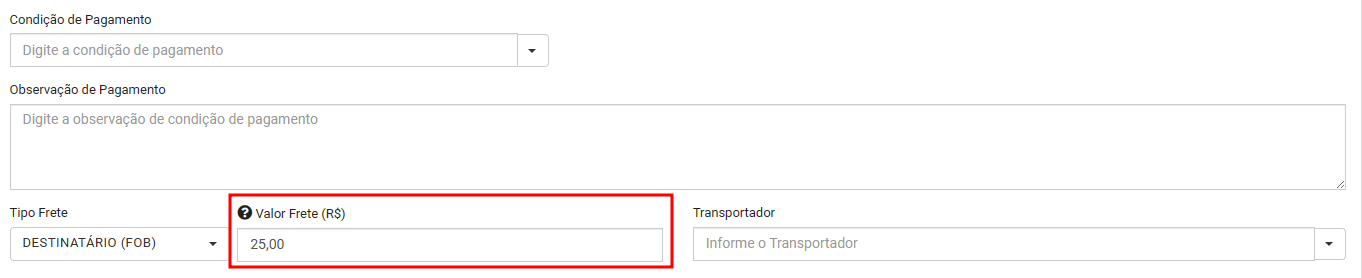 Condição de Pagamento
Digite a condição de pagamento
Observação de Pagamento
Digite a observação de condição de pagamento
Tipo Frete
? Valor Frete (R$)
Transportador
DESTINATÁRIO (FOB)
25,00
Informe o Transportador